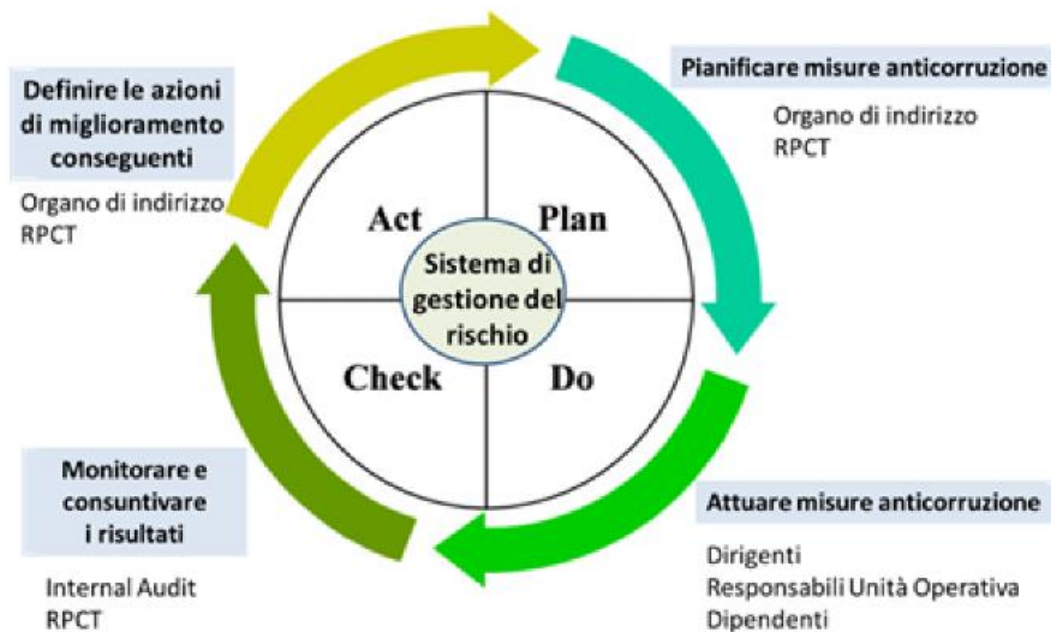 Definire le azioni
di miglioramento
conseguenti
Organo di indirizzo
RPCT
Pianificare misure anticorruzione
Organo di indirizzo
RPCT
Act
Plan
Sistema di
gestione del
rischio
Check
Do
Monitorare e
consuntivare
i risultati
Internal Audit
RPCT
Attuare misure anticorruzione
Dirigenti
Responsabili Unità Operativa
Dipendenti